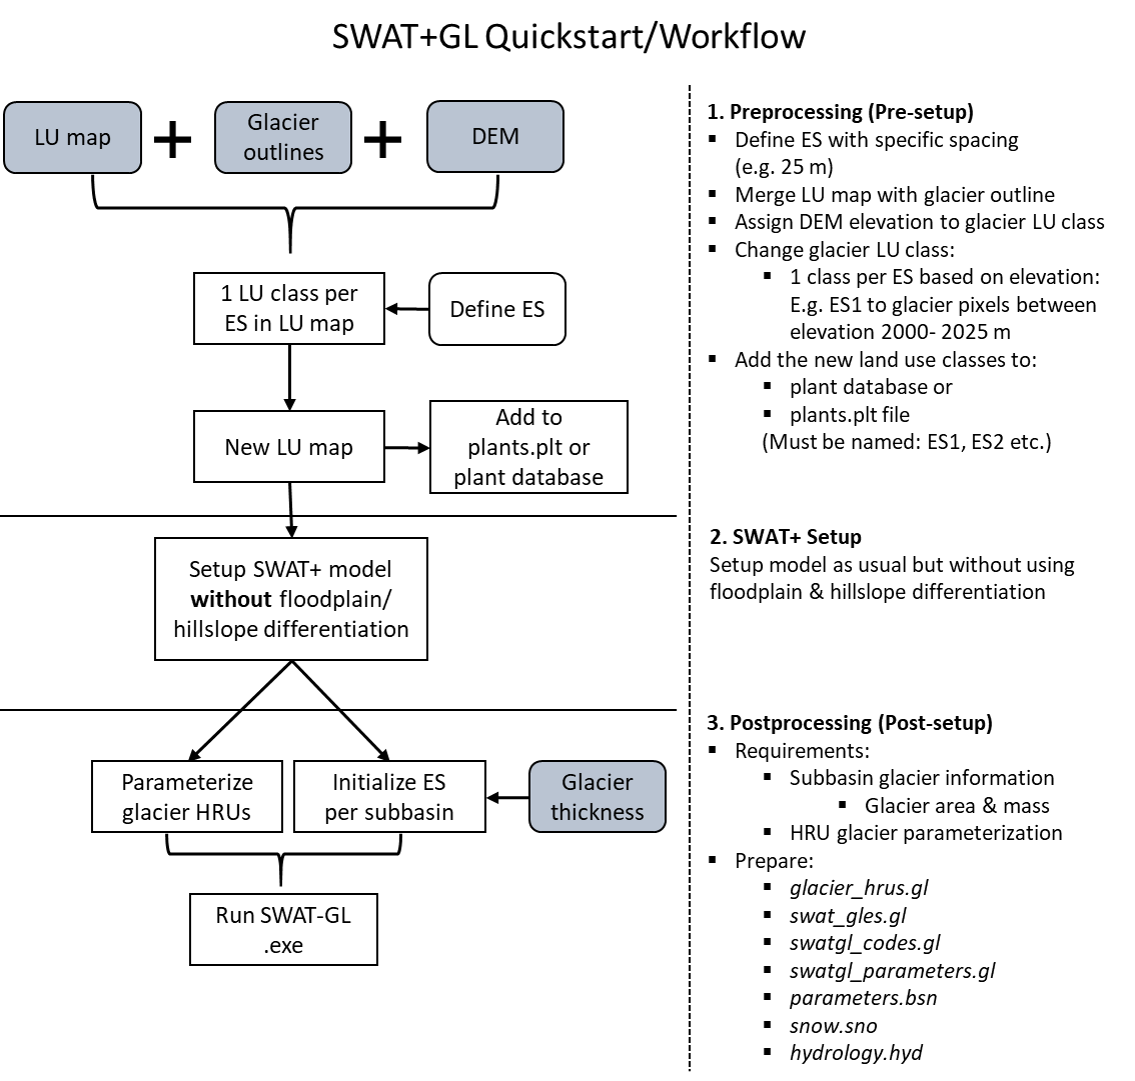 SWAT+GL Quickstart/Workflow
LU map
Glacier
outlines
DEM
1 LU class per
ES in LU map
Define ES
New LU map
Add to
plants.plt or
plant database
Setup SWAT+ model
without floodplain/
hillslope differentiation
Parameterize
glacier HRUs
Initialize ES
per subbasin
Glacier
thickness
Run SWAT-GL
.exe
1. Preprocessing (Pre-setup)
▪ Define ES with specific spacing
(e.g. 25 m)
▪ Merge LU map with glacier outline
▪ Assign DEM elevation to glacier LU class
▪ Change glacier LU class:
▪ 1 class per ES based on elevation:
E.g. ES1 to glacier pixels between
elevation 2000- 2025 m
▪ Add the new land use classes to:
▪ plant database or
▪ plants.plt file
(Must be named: ES1, ES2 etc.)
2. SWAT+ Setup
Setup model as usual but without using
floodplain & hillslope differentiation
3. Postprocessing (Post-setup)
▪ Requirements:
▪ Subbasin glacier information
▪ Glacier area & mass
▪ HRU glacier parameterization
▪ Prepare:
▪ glacier_hrus.gl
▪ swat_gles.gl
▪ swatgl_codes.gl
▪ swatgl_parameters.gl
▪ parameters.bsn
▪ snow.sno
▪ hydrology.hyd